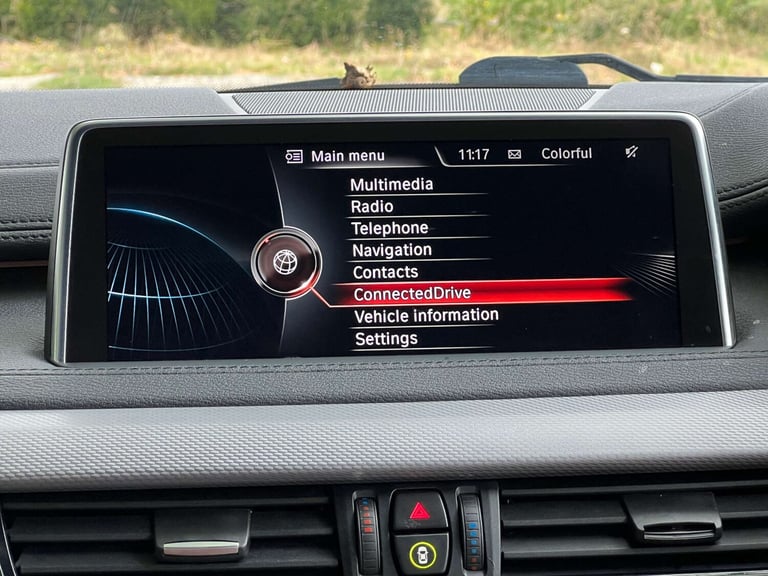 Main menu 11:17 Colorful
Multimedia
Radio
Telephone
Navigation
Contacts
ConnectedDrive
Vehicle information
Settings